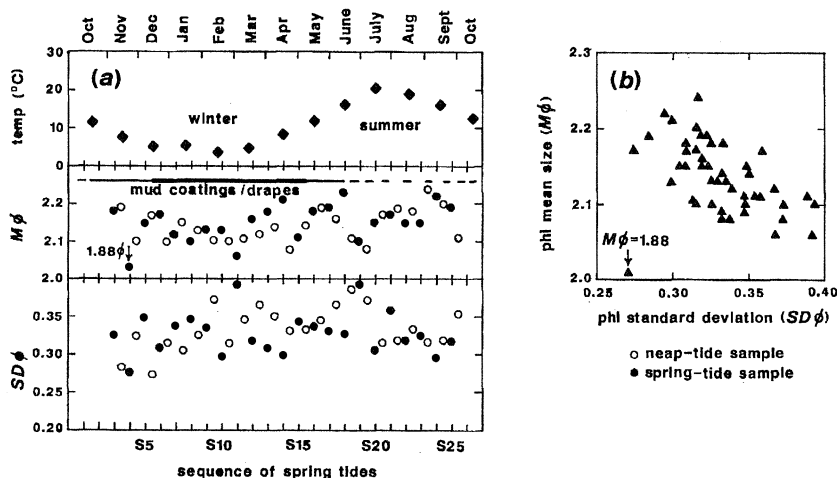 Oct Nov Dec Jan Feb Mar Apr May June July Aug Sept Oct
(a)
temp (°C)
30
20
10
0
winter
summer
mud coatings/drapes
Mϕ
2.2
2.1
2.0
1.88ϕ
SDϕ
0.35
0.30
0.25
0.20
S5 S10 S15 S20 S25
sequence of spring tides
(b)
phi mean size (Mϕ)
2.3
2.2
2.1
2.0
Mϕ=1.88
0.25 0.30 0.35 0.40
phi standard deviation (SDϕ)
neap-tide sample
spring-tide sample